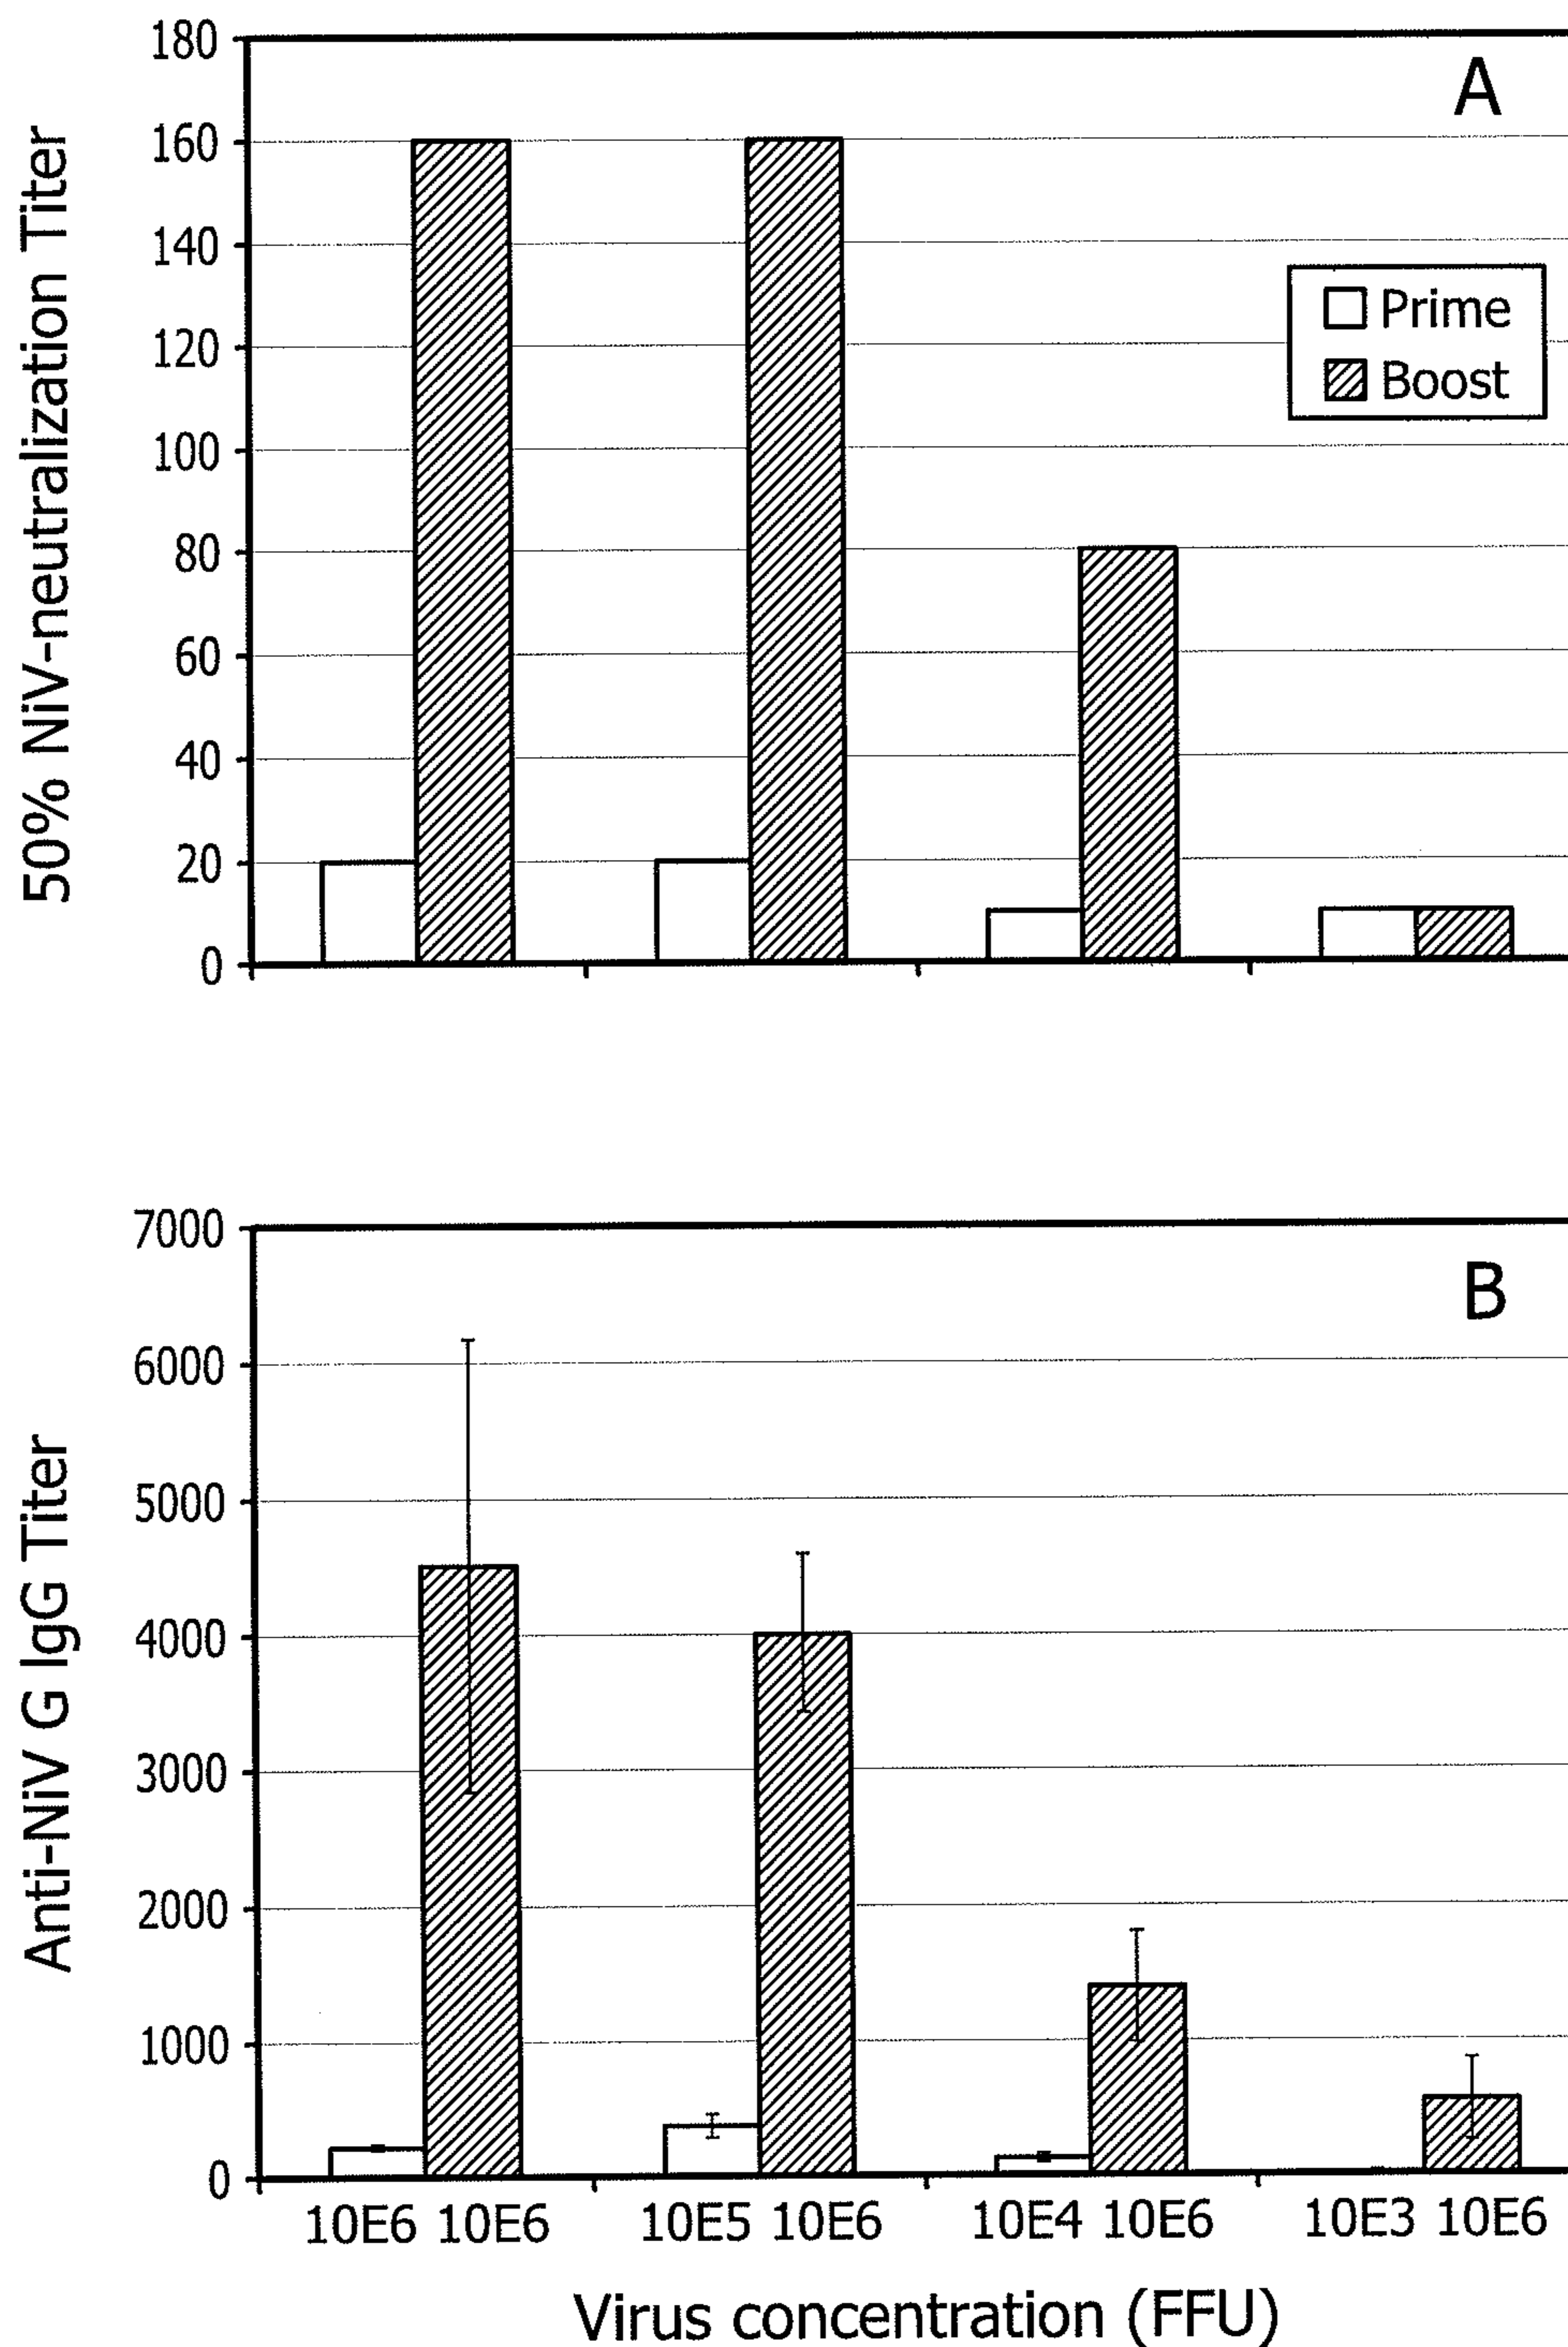 A
50% NiV-neutralization Titer
180
160
140
120
100
80
60
40
20
0
Prime
Boost
B
Anti-NiV G IgG Titer
7000
6000
5000
4000
3000
2000
1000
0
10E6 10E6 10E5 10E6 10E4 10E6 10E3 10E6
Virus concentration (FFU)